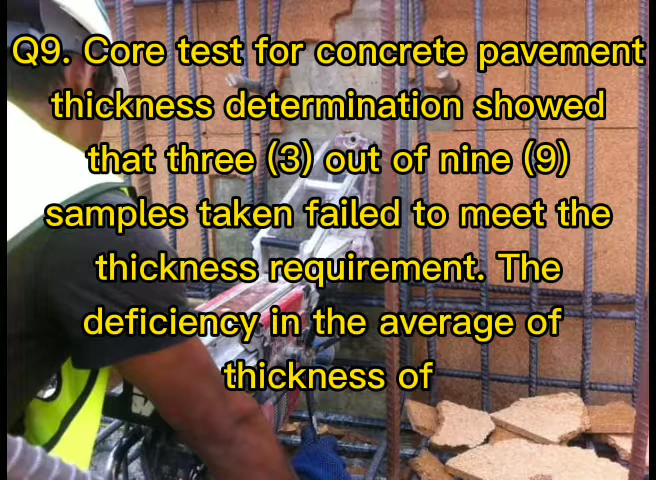 Q9. Core test for concrete pavement
thickness determination showed
that three (3) out of nine (9)
samples taken failed to meet the
thickness requirement. The
deficiency in the average of
thickness of